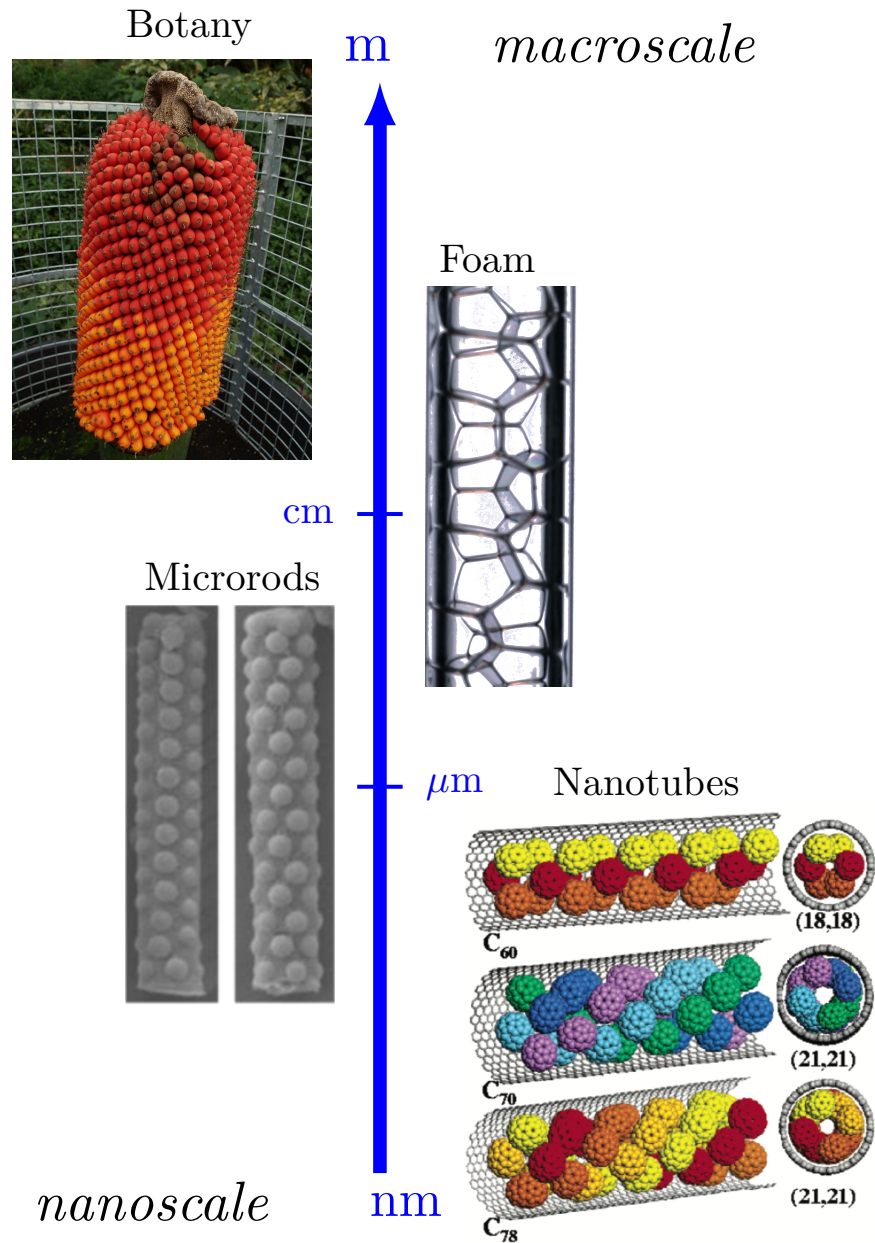 Botany
m
macroscale
Foam
cm
Microrods
μm
Nanotubes
(18,18)
C60
(21,21)
C70
(21,21)
C78
nanoscale
nm